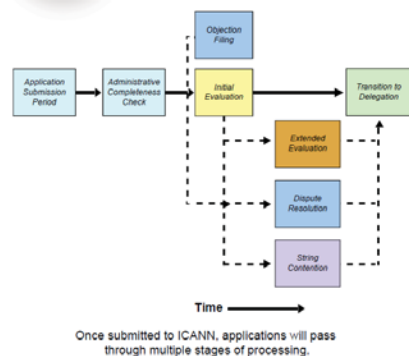 Objection
Filing
Application
Submission
Period
Administrative
Completeness
Check
Initial
Evaluation
Transition to
Delegation
Extended
Evaluation
Dispute
Resolution
String
Contention
Time
Once submitted to ICANN, applications will pass
through multiple stages of processing.